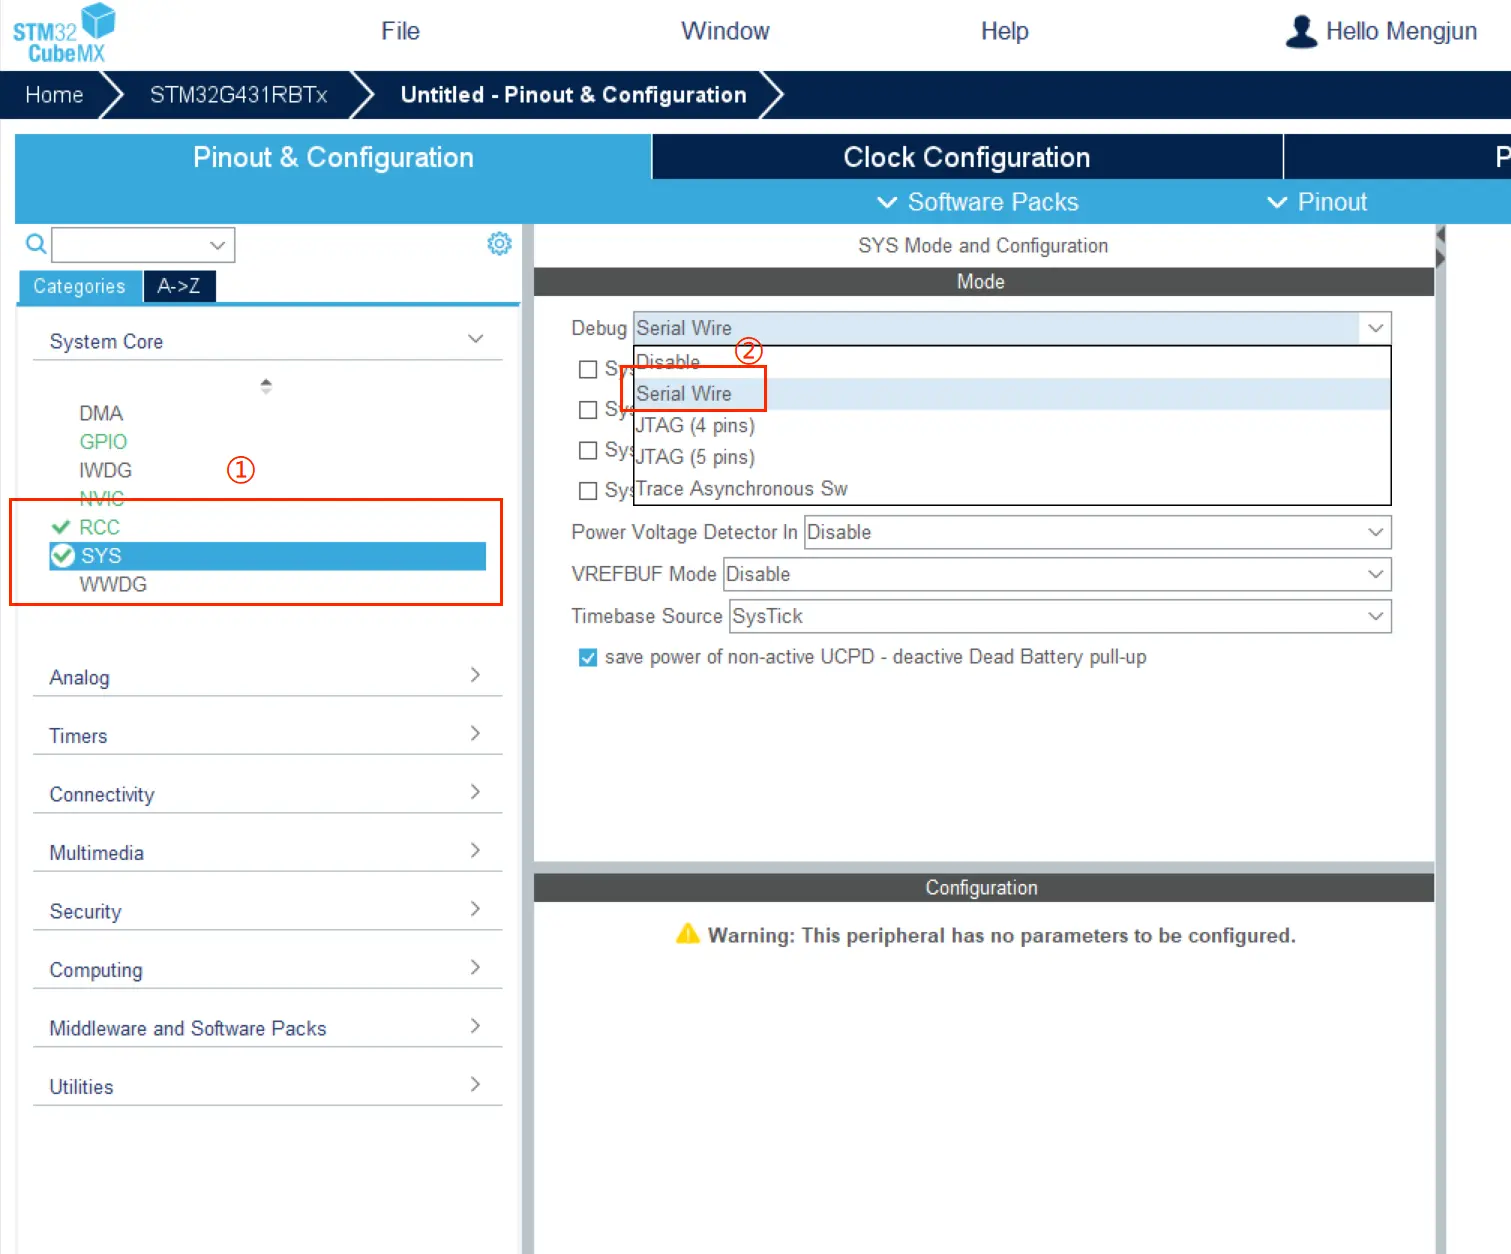 STM32
CubeMX
File
Window
Help
Hello Mengjun
Home
STM32G431RBTx
Untitled - Pinout & Configuration
Pinout & Configuration
Clock Configuration
P
Software Packs
Pinout
Categories
A->Z
System Core
DMA
GPIO
IWDG
①
NVIC
RCC
SYS
WWDG
Analog
Timers
Connectivity
Multimedia
Security
Computing
Middleware and Software Packs
Utilities
SYS Mode and Configuration
Mode
Debug Serial Wire
②
Disable
Sys
Serial Wire
Sys
JTAG (4 pins)
Sys
JTAG (5 pins)
Sys
Trace Asynchronous Sw
Power Voltage Detector In Disable
VREFBUF Mode Disable
Timebase Source SysTick
save power of non-active UCPD - deactive Dead Battery pull-up
Configuration
Warning: This peripheral has no parameters to be configured.